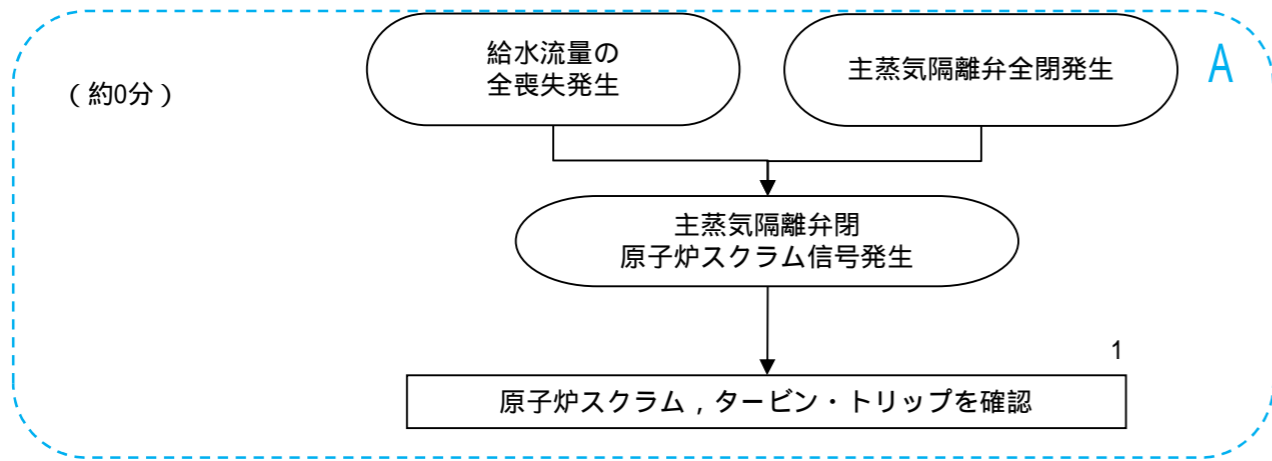 給水流量の
全喪失発生
主蒸気隔離弁全閉発生
A
（約0分）
主蒸気隔離弁閉
原子炉スクラム信号発生
1
原子炉スクラム，タービン・トリップを確認